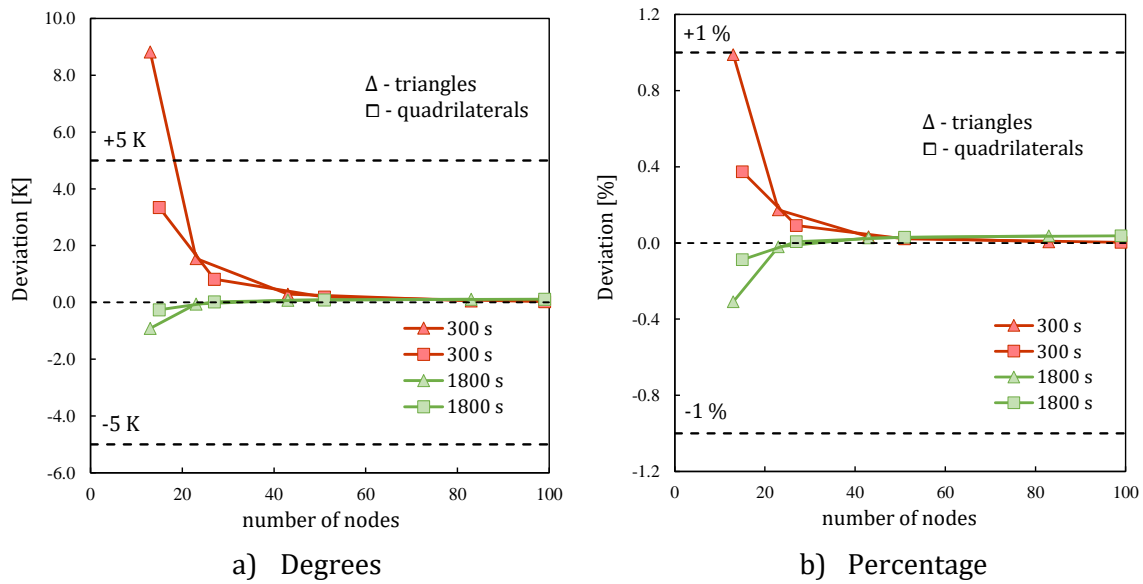 10.0
8.0
6.0
4.0
2.0
0.0
-2.0
-4.0
-6.0
Deviation [K]
+5 K
-5 K
Δ - triangles
□ - quadrilaterals
300 s
300 s
1800 s
1800 s
0 20 40 60 80 100
number of nodes
a) Degrees
1.2
0.8
0.4
0.0
-0.4
-0.8
-1.2
Deviation [%]
+1 %
-1 %
Δ - triangles
□ - quadrilaterals
300 s
300 s
1800 s
1800 s
0 20 40 60 80 100
number of nodes
b) Percentage